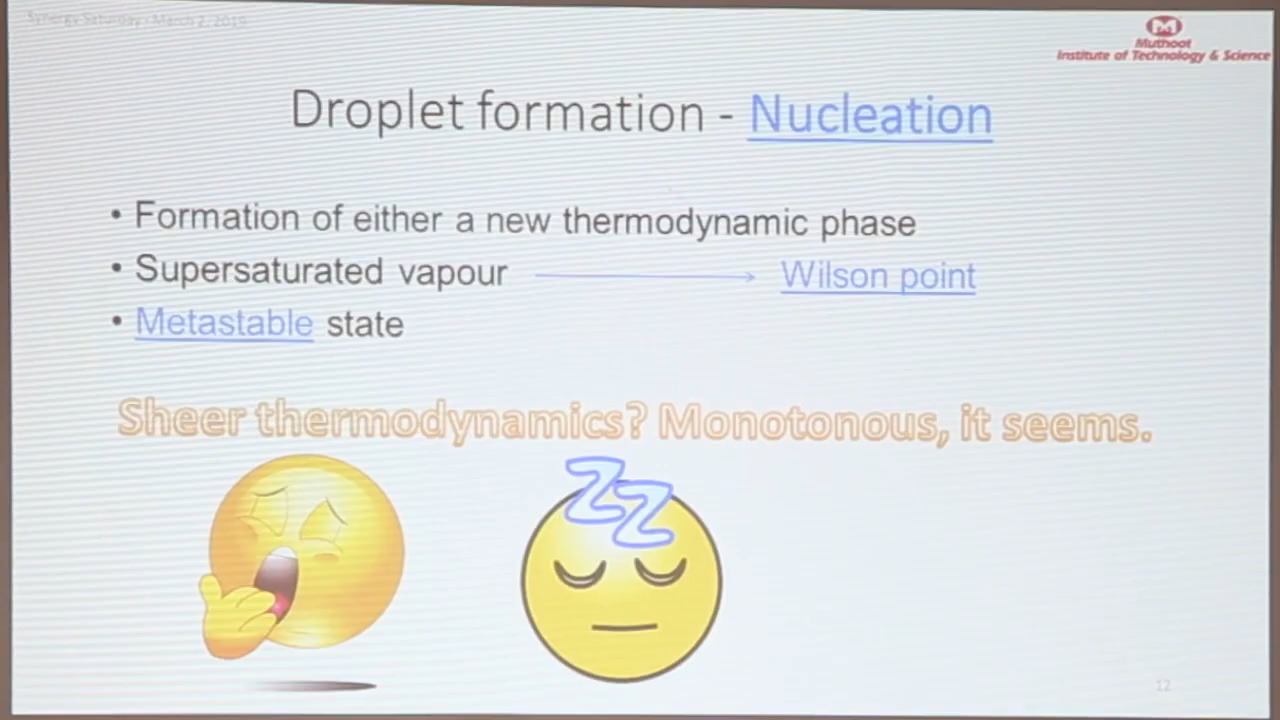 Synergy Saturday - March 2, 2019
Muthoot
Institute of Technology & Science
Droplet formation - Nucleation
• Formation of either a new thermodynamic phase
• Supersaturated vapour Wilson point
• Metastable state
Sheer thermodynamics? Monotonous, it seems.
ZZ
12